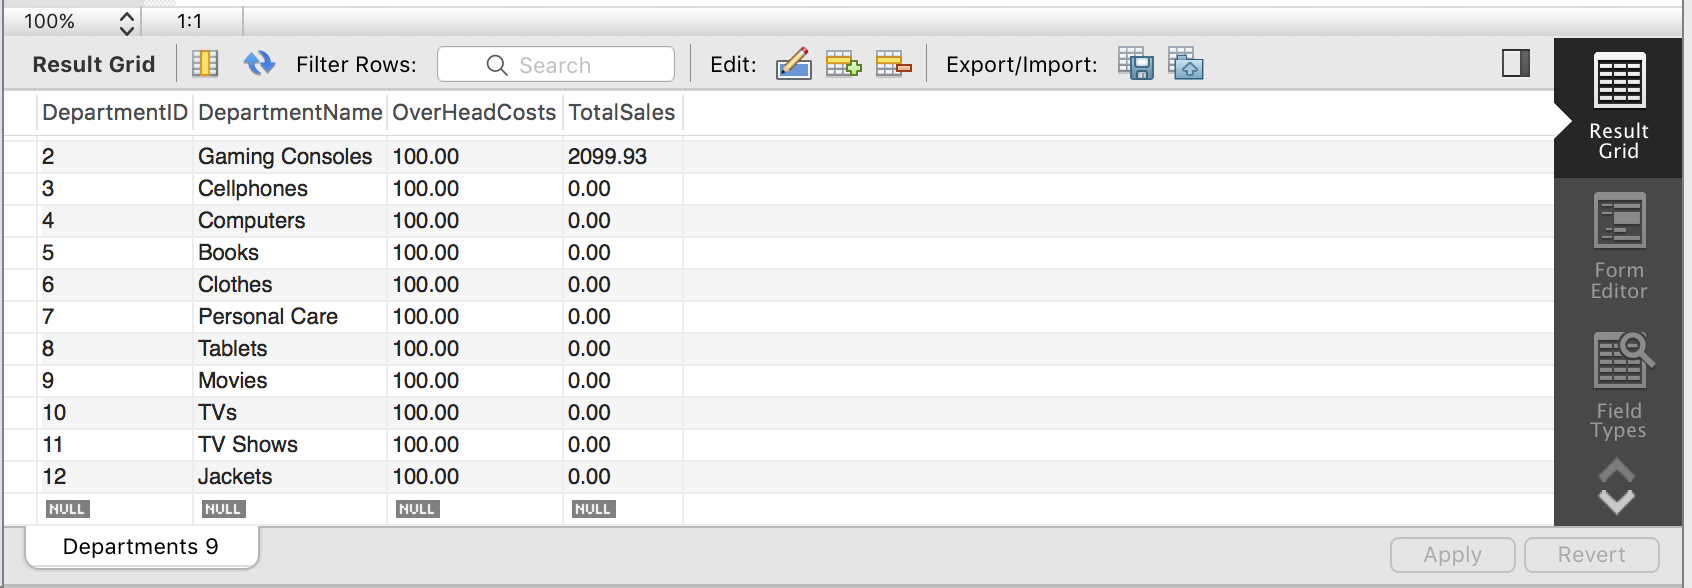 100% 1:1
Result Grid Filter Rows: Search Edit: Export/Import:
DepartmentID DepartmentName OverHeadCosts TotalSales
2 Gaming Consoles 100.00 2099.93
3 Cellphones 100.00 0.00
4 Computers 100.00 0.00
5 Books 100.00 0.00
6 Clothes 100.00 0.00
7 Personal Care 100.00 0.00
8 Tablets 100.00 0.00
9 Movies 100.00 0.00
10 TVs 100.00 0.00
11 TV Shows 100.00 0.00
12 Jackets 100.00 0.00
NULL NULL NULL NULL
Result
Grid
Form
Editor
Field
Types
Departments 9 Apply Revert